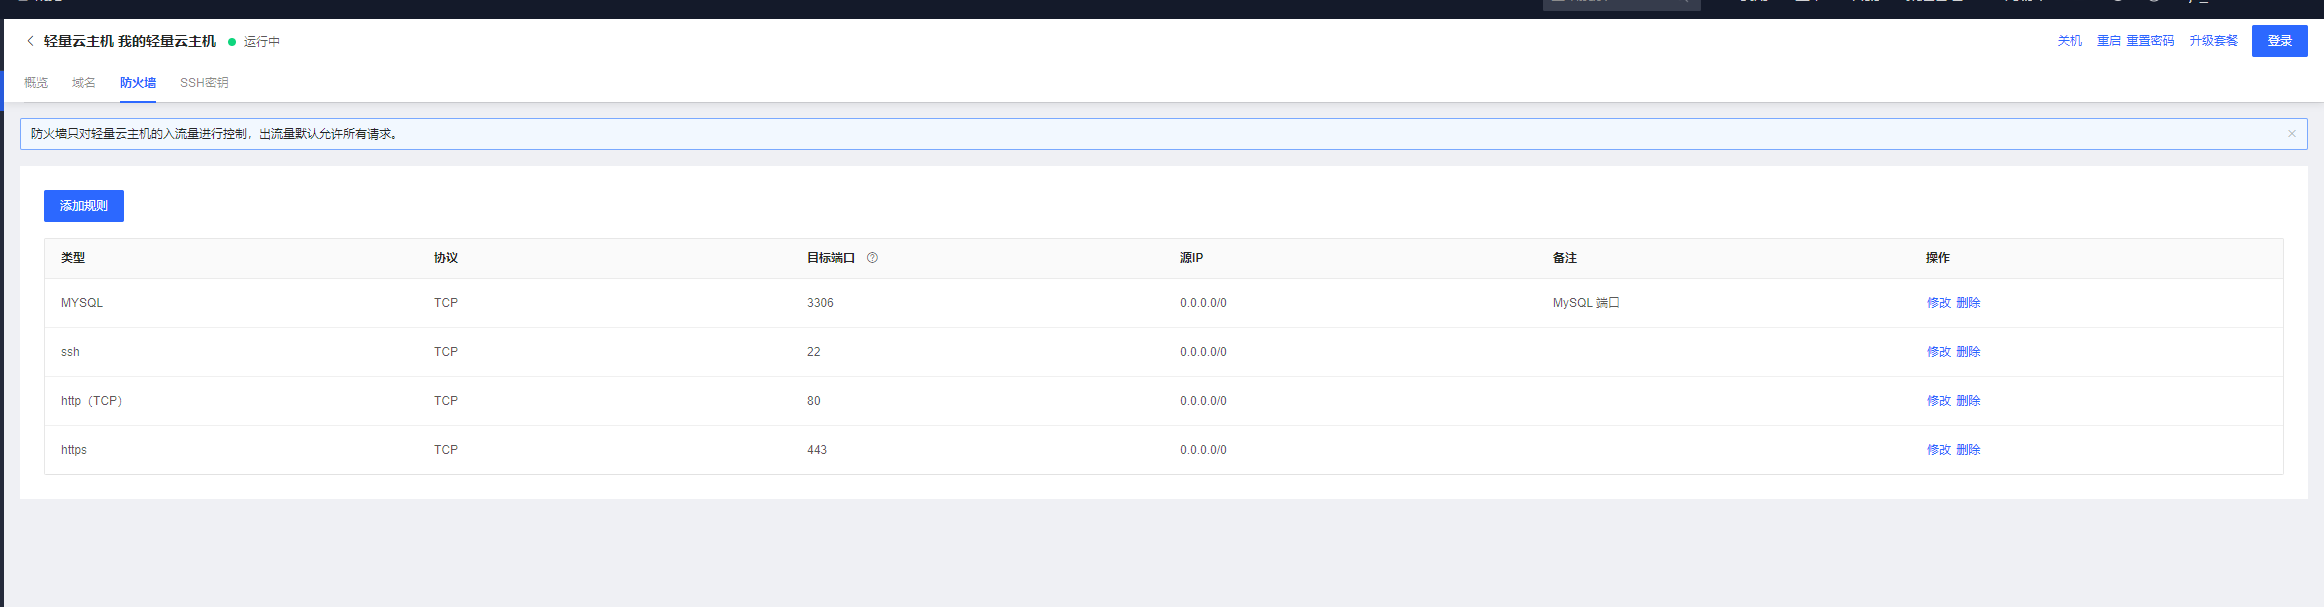 轻量云主机 我的轻量云主机 运行中 关机 重启 重置密码 升级套餐 登录
概览 域名 防火墙 SSH密钥
防火墙只对轻量云主机的入流量进行控制，出流量默认允许所有请求。
添加规则
类型 协议 目标端口 源IP 备注 操作
MYSQL TCP 3306 0.0.0.0/0 MySQL 端口 修改 删除
ssh TCP 22 0.0.0.0/0 修改 删除
http（TCP） TCP 80 0.0.0.0/0 修改 删除
https TCP 443 0.0.0.0/0 修改 删除